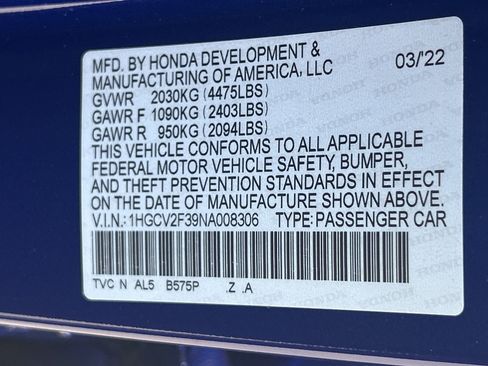 MFD. BY HONDA DEVELOPMENT &
MANUFACTURING OF AMERICA, LLC 03/22
GVWR 2030KG (4475LBS)
GAWR F 1090KG (2403LBS)
GAWR R 950KG (2094LBS)
THIS VEHICLE CONFORMS TO ALL APPLICABLE
FEDERAL MOTOR VEHICLE SAFETY, BUMPER,
AND THEFT PREVENTION STANDARDS IN EFFECT
ON THE DATE OF MANUFACTURE SHOWN ABOVE.
V.I.N.: 1HGCV2F39NA008306 TYPE: PASSENGER CAR
TVC N AL5 B575P .Z .A